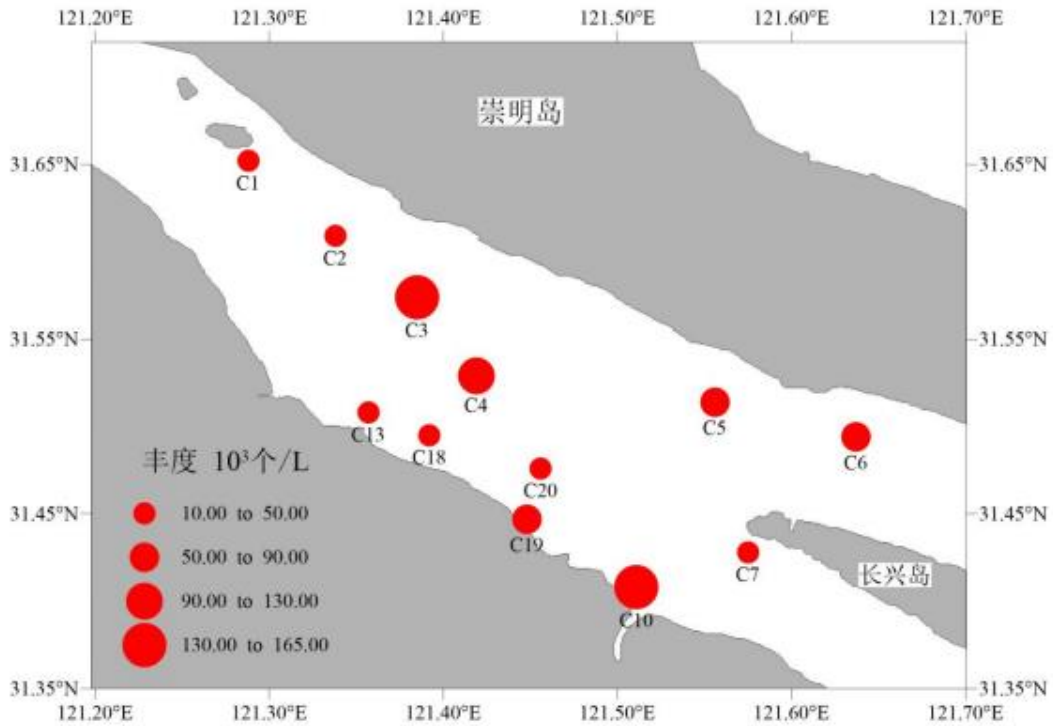 121.20°E 121.30°E 121.40°E 121.50°E 121.60°E 121.70°E
崇明岛
31.65°N 31.65°N
C1
C2
C3
31.55°N 31.55°N
C4
C5
C13
C18
C6
丰度 10³个/L
C20
10.00 to 50.00
31.45°N 31.45°N
C19
50.00 to 90.00
C7
长兴岛
90.00 to 130.00
C10
130.00 to 165.00
31.35°N 31.35°N
121.20°E 121.30°E 121.40°E 121.50°E 121.60°E 121.70°E